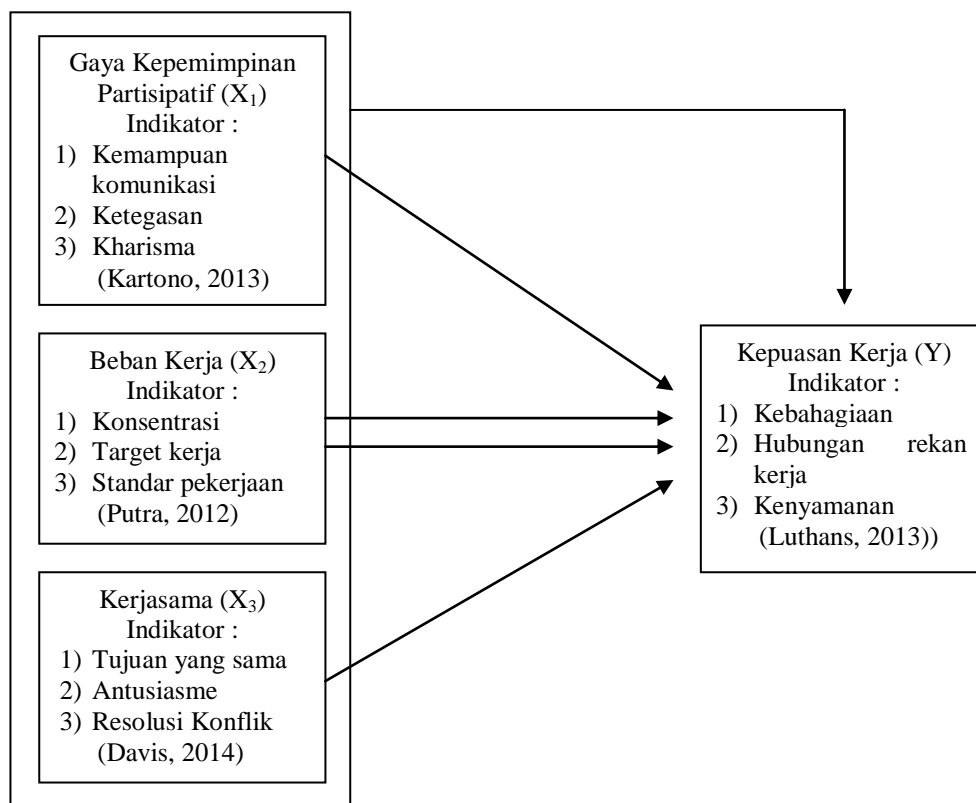 Gaya Kepemimpinan
Partisipatif (X₁)
Indikator :
1) Kemampuan
komunikasi
2) Ketegasan
3) Kharisma
(Kartono, 2013)
Beban Kerja (X₂)
Indikator :
1) Konsentrasi
2) Target kerja
3) Standar pekerjaan
(Putra, 2012)
Kerjasama (X₃)
Indikator :
1) Tujuan yang sama
2) Antusiasme
3) Resolusi Konflik
(Davis, 2014)
Kepuasan Kerja (Y)
Indikator :
1) Kebahagiaan
2) Hubungan rekan
kerja
3) Kenyamanan
(Luthans, 2013))